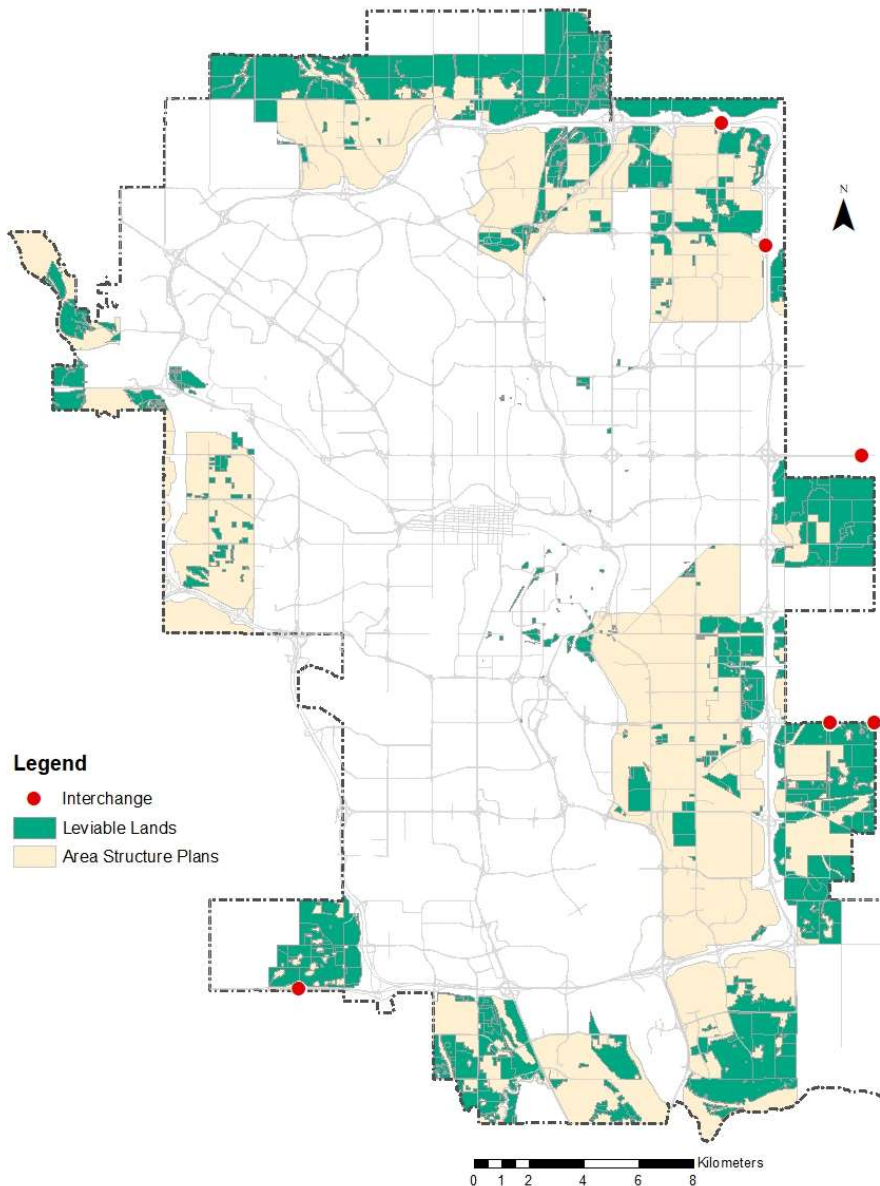 N
Legend
Interchange
Leviable Lands
Area Structure Plans
Kilometers
0 1 2 4 6 8